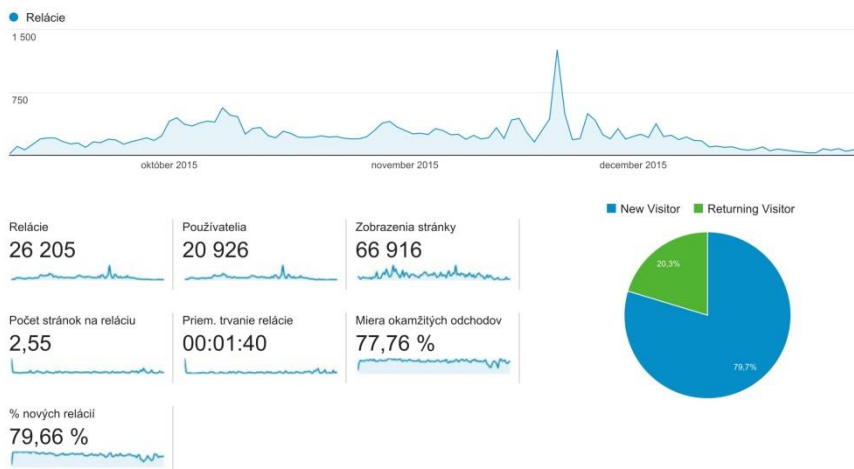 Relácie
1 500
750
október 2015
november 2015
december 2015
Relácie
26 205
Používatelia
20 926
Zobrazenia stránky
66 916
Počet stránok na reláciu
2,55
Priem. trvanie relácie
00:01:40
Miera okamžitých odchodov
77,76 %
% nových relácií
79,66 %
New Visitor
Returning Visitor
20,3%
79,7%